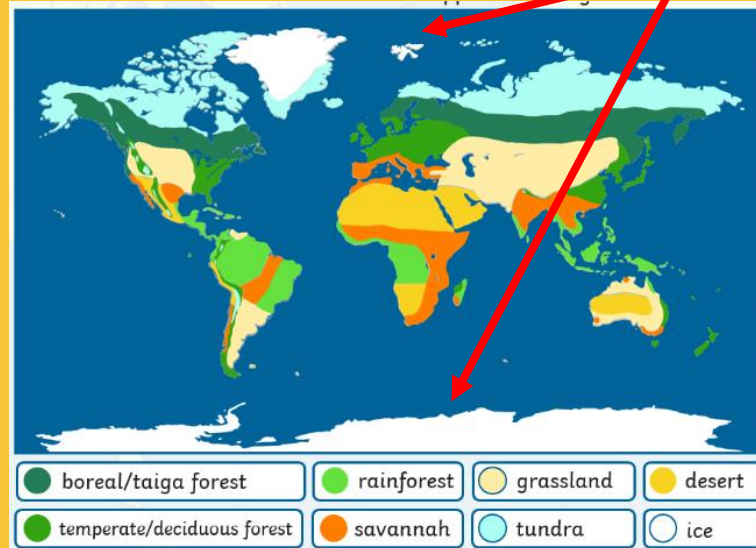 boreal/taiga forest
rainforest
grassland
desert
temperate/deciduous forest
savannah
tundra
ice